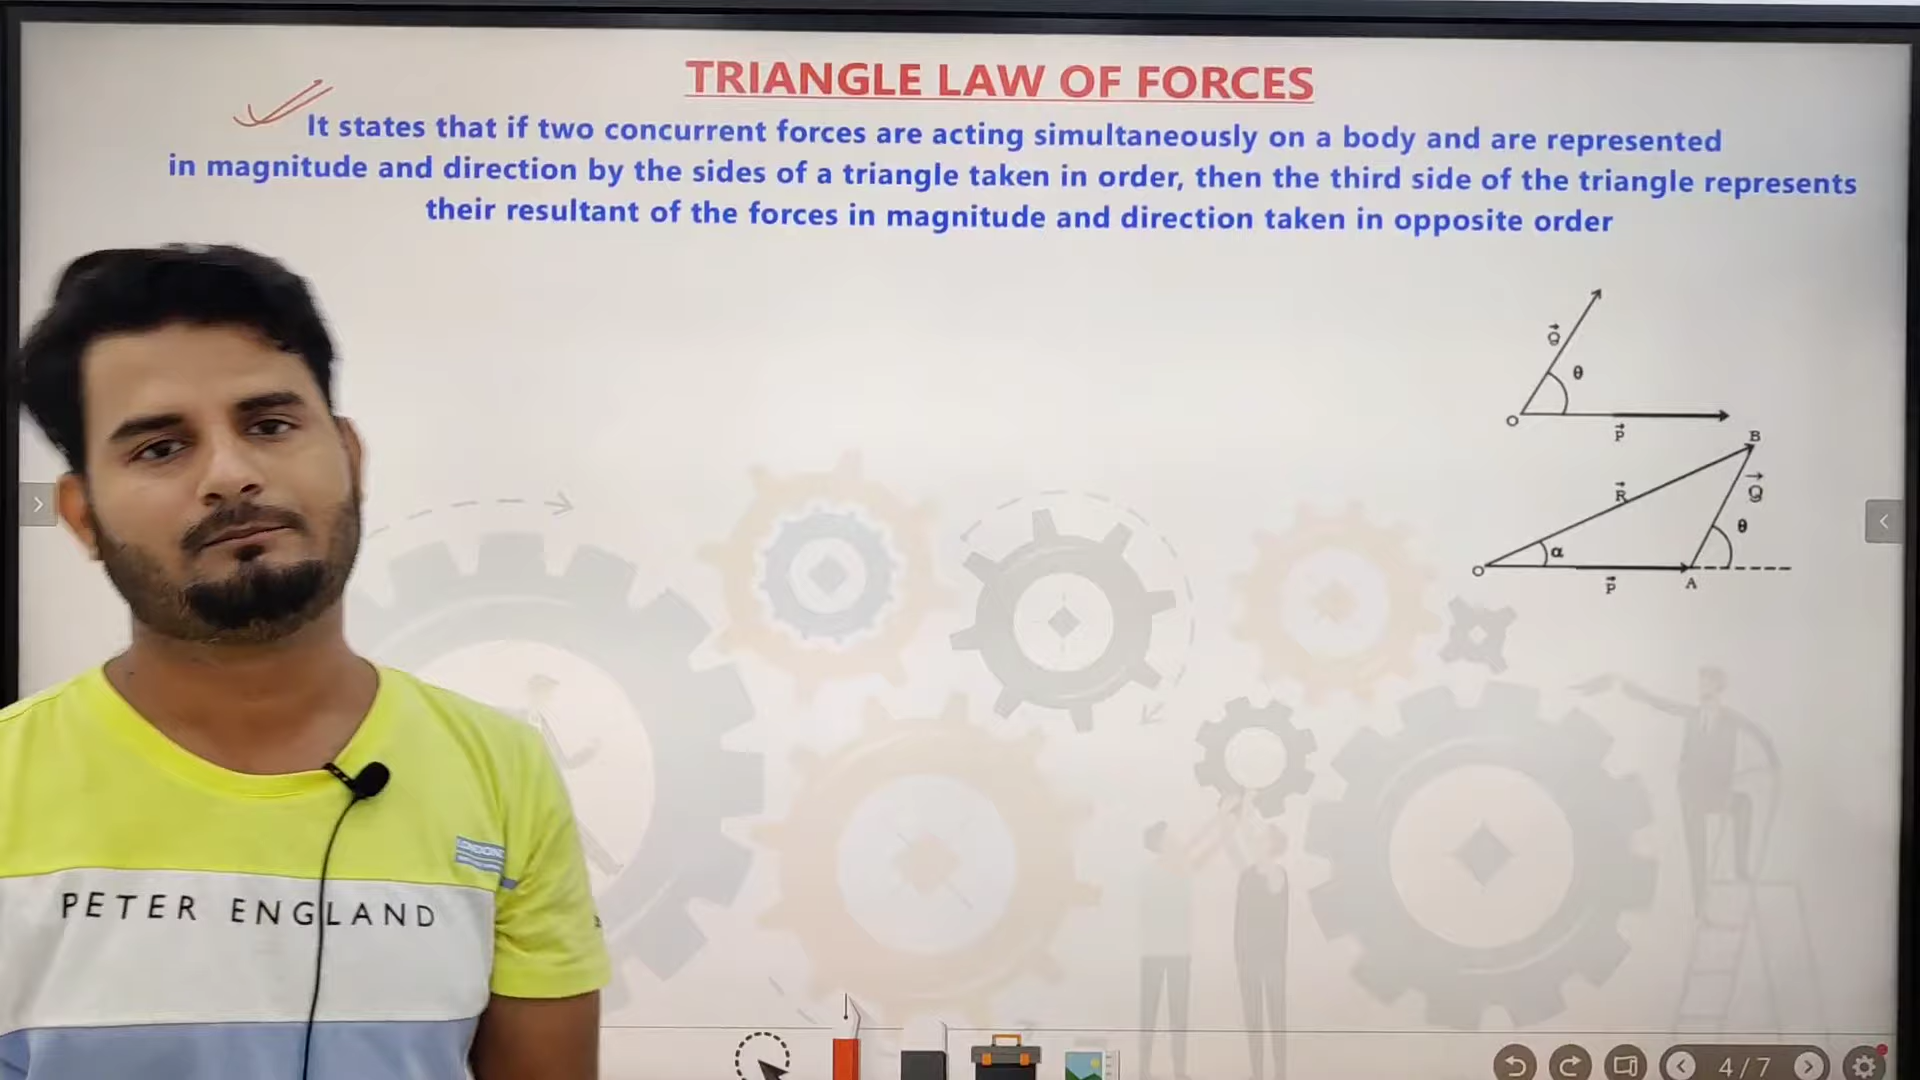 TRIANGLE LAW OF FORCES
It states that if two concurrent forces are acting simultaneously on a body and are represented
in magnitude and direction by the sides of a triangle taken in order, then the third side of the triangle represents
their resultant of the forces in magnitude and direction taken in opposite order
Q
θ
O
P
B
R
Q
θ
α
O
P
A
LONDON
PETER ENGLAND
4/7